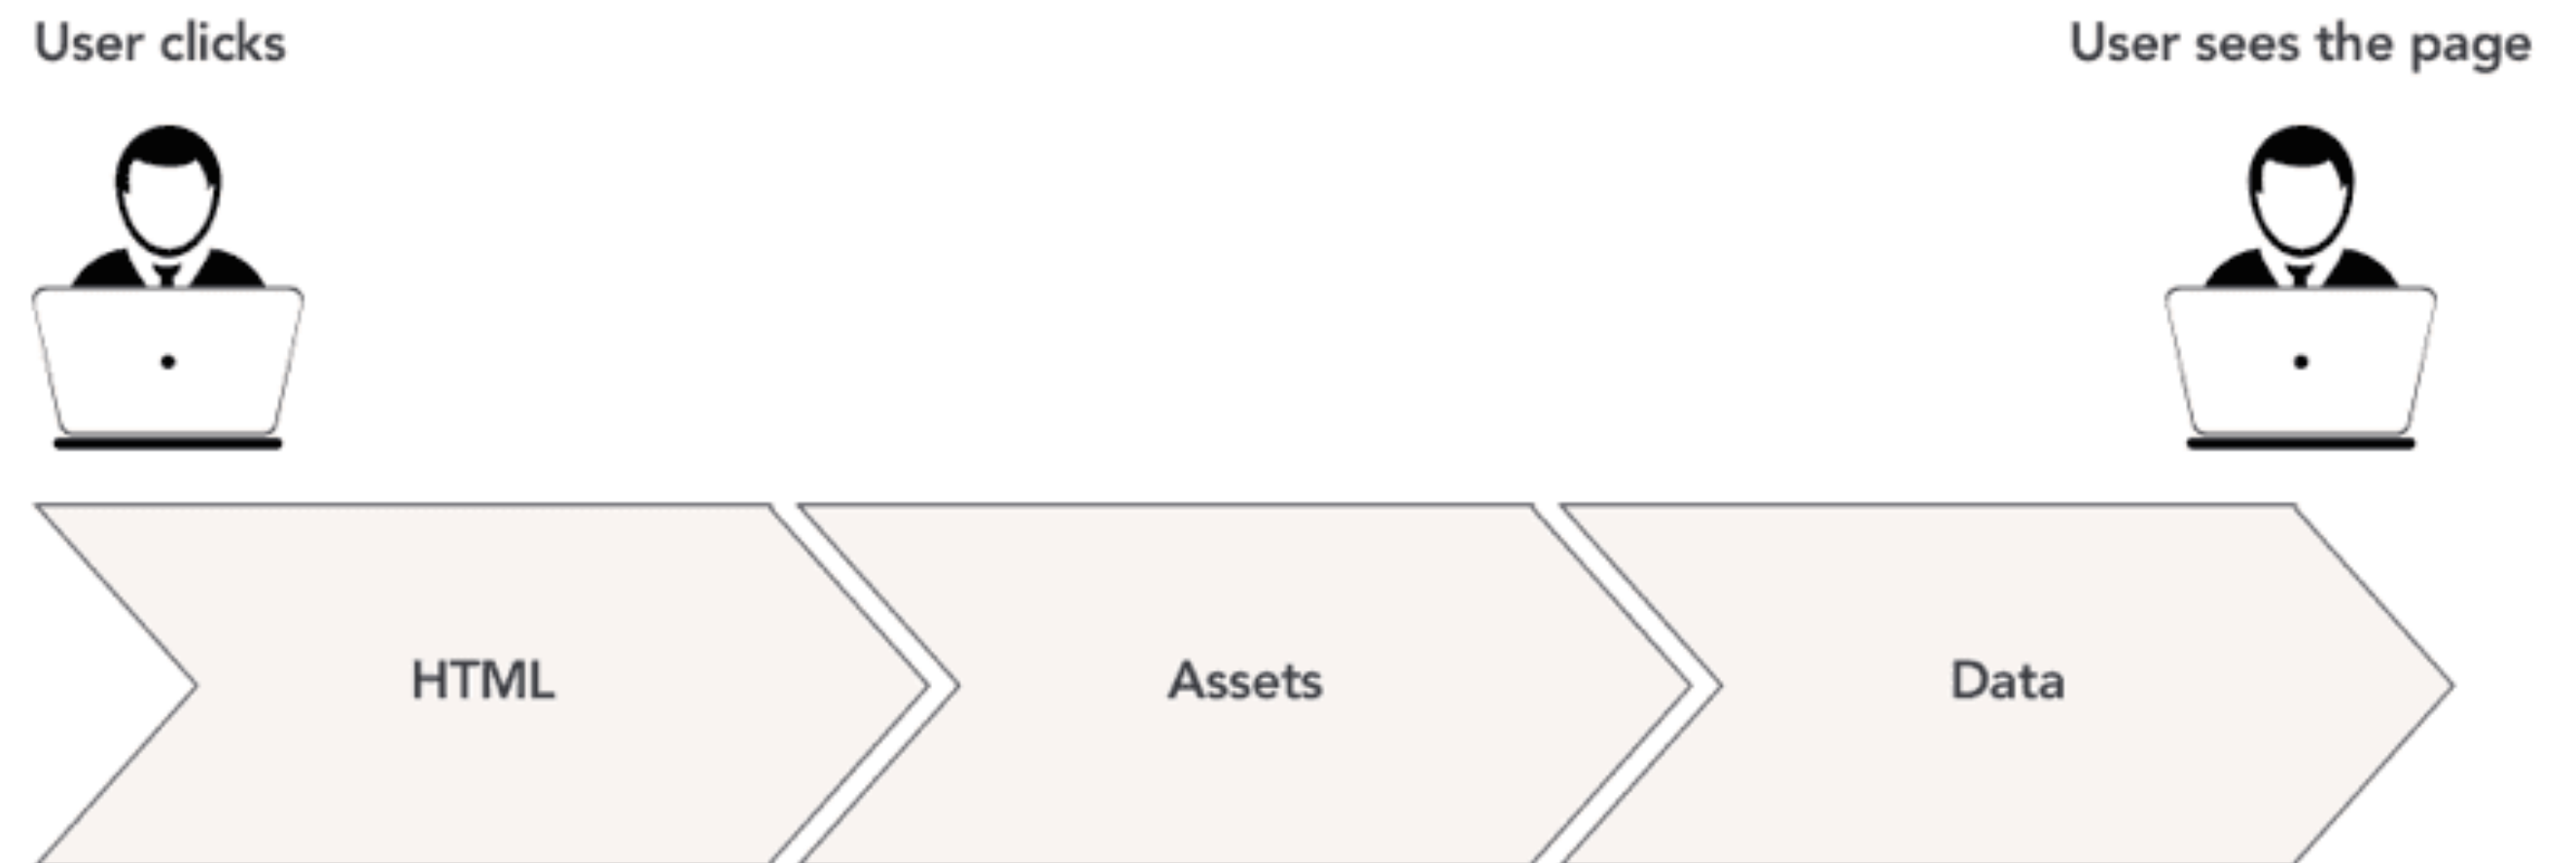 User clicks
User sees the page
HTML
Assets
Data